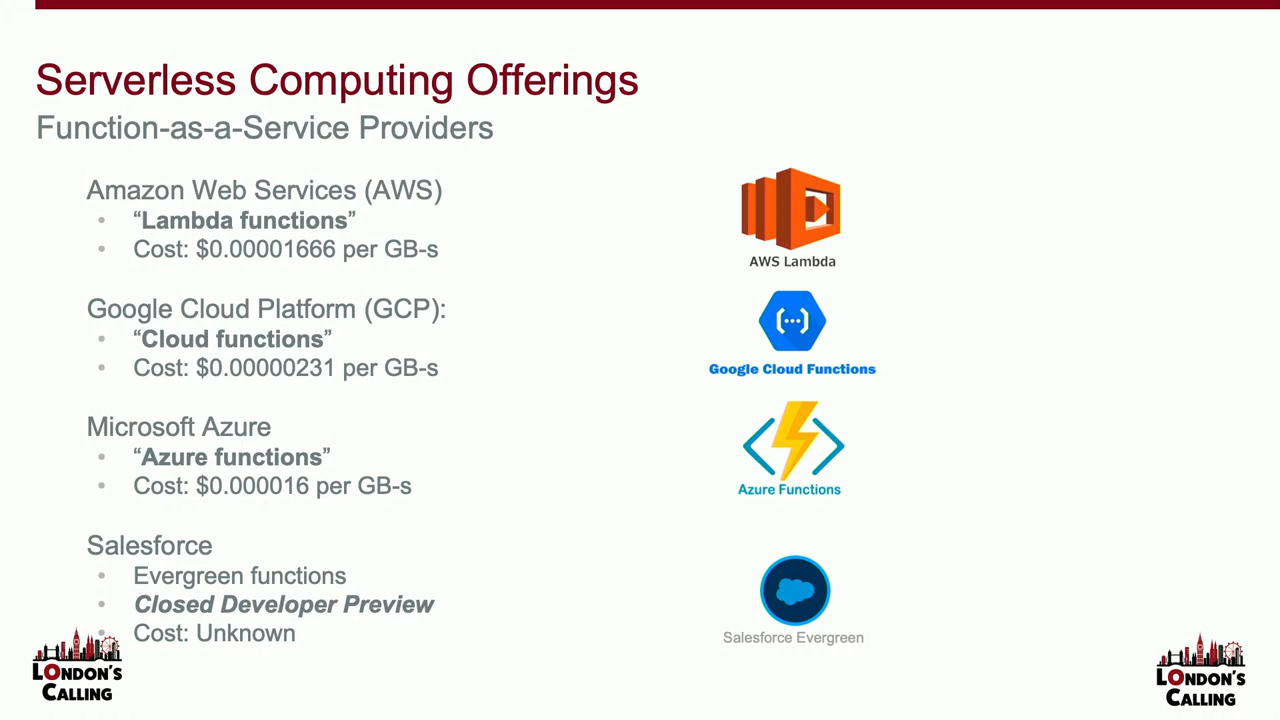 Serverless Computing Offerings
Function-as-a-Service Providers
Amazon Web Services (AWS)
• “Lambda functions”
• Cost: $0.00001666 per GB-s
AWS Lambda
Google Cloud Platform (GCP):
• “Cloud functions”
• Cost: $0.00000231 per GB-s
Google Cloud Functions
Microsoft Azure
• “Azure functions”
• Cost: $0.000016 per GB-s
Azure Functions
Salesforce
• Evergreen functions
• Closed Developer Preview
• Cost: Unknown
Salesforce Evergreen
LONDON'S
CALLING
LONDON'S
CALLING